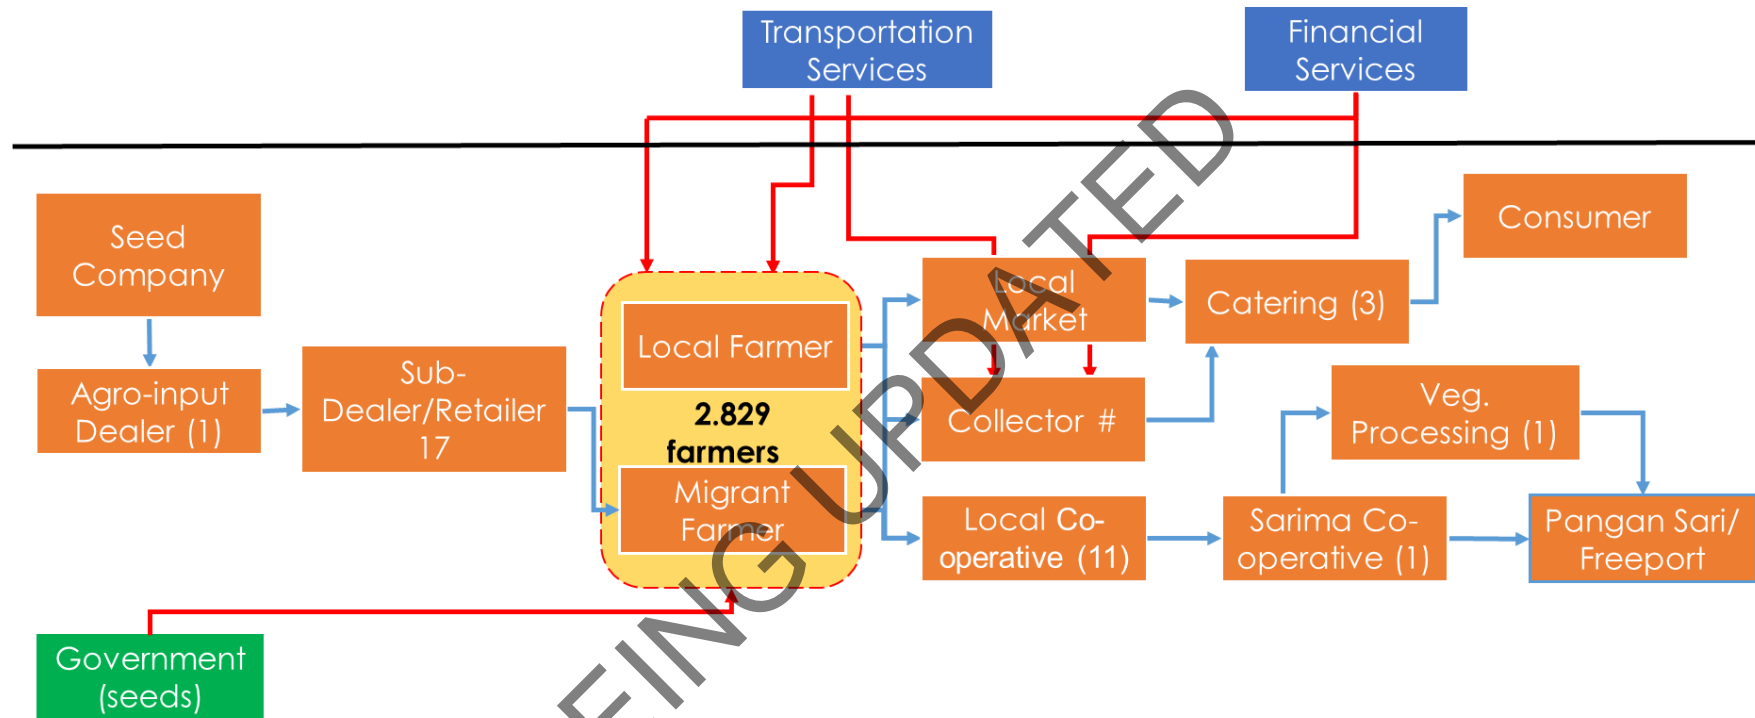 Transportation
Services
Financial
Services
Seed
Company
Consumer
Local
Market
Catering (3)
Local Farmer
Agro-input
Dealer (1)
Sub-
Dealer/Retailer
17
2.829
farmers
Collector #
Veg.
Processing (1)
Migrant
Farmer
Local Co-
operative (11)
Sarima Co-
operative (1)
Pangan Sari/
Freeport
Government
(seeds)
EING UPDATED